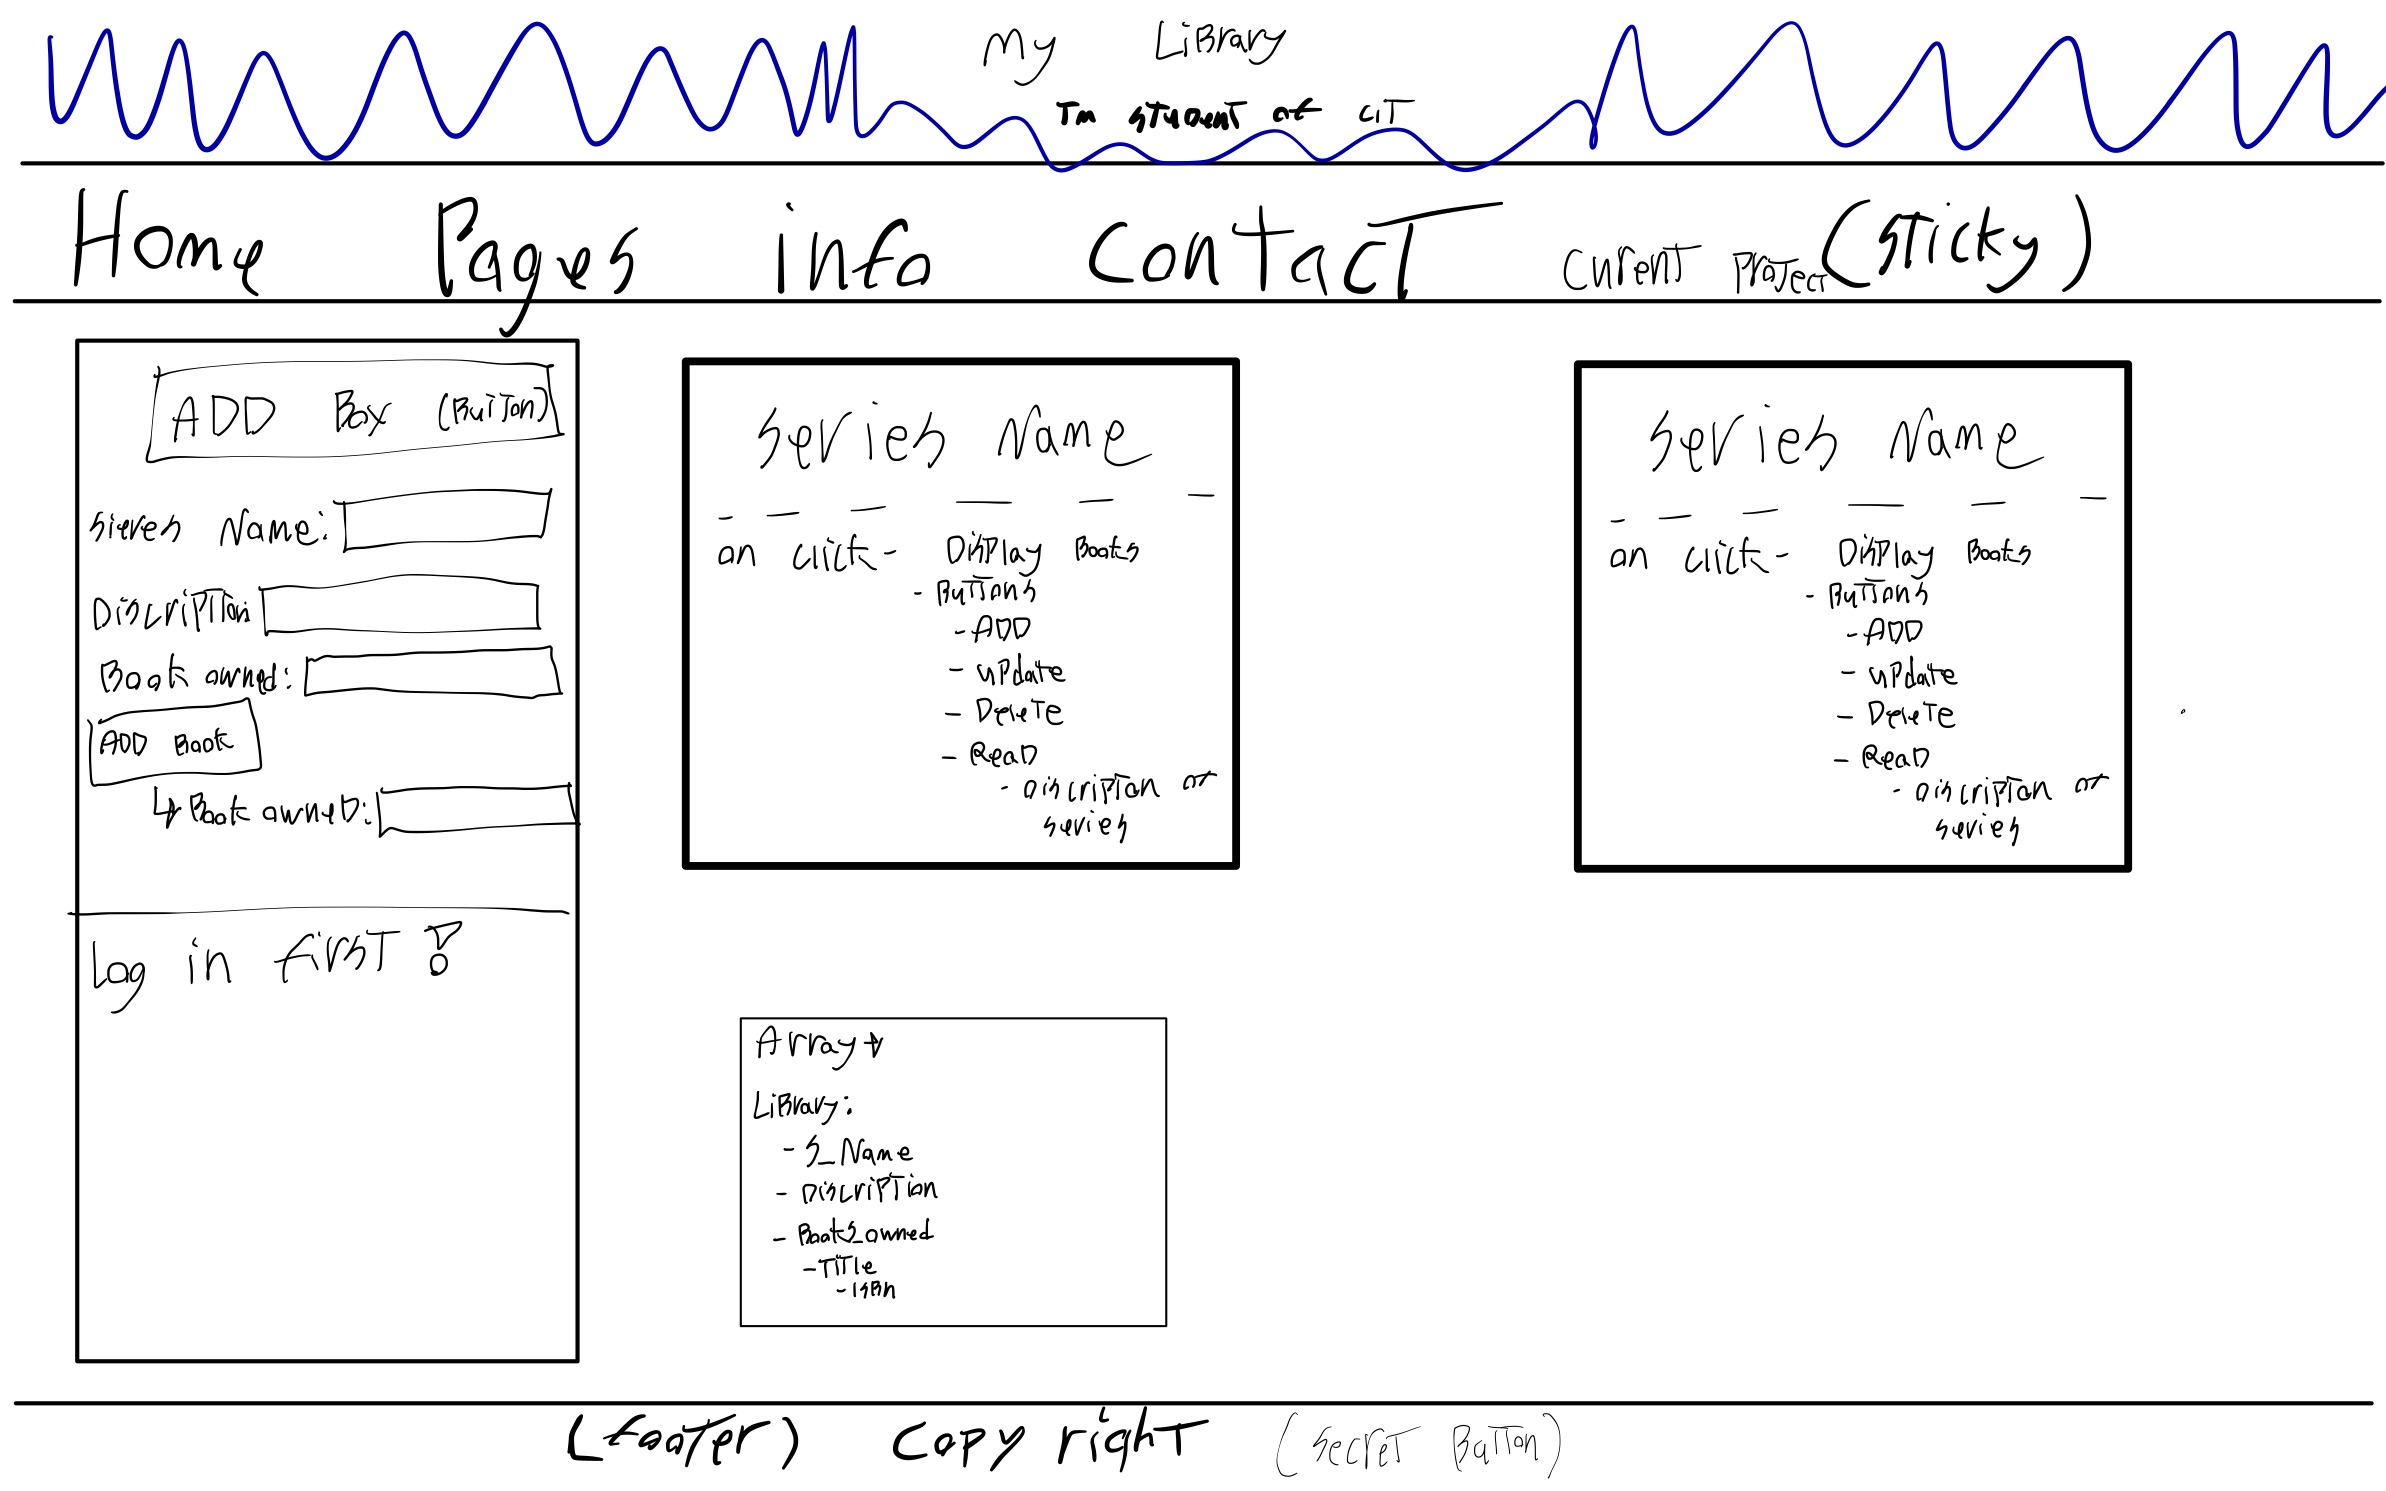 My Library
Im student at CIT
Home Pages info Contact Curent Project (Sticky)
ADD Box (Button)
Sieres Name:
Discription
Book owned:
ADD Book
↳ Book owned:
Log in first !
Series Name
on click - Display Books
- Buttons
- ADD
- update
- Delete
- Read
- Discription of
series
Series Name
on click - Display Books
- Buttons
- ADD
- update
- Delete
- Read
- Discription of
series
Array
Library:
- S_Name
- Discription
- Books_owned
- Title
- ISBN
(footer) Copy right (Secret Button)